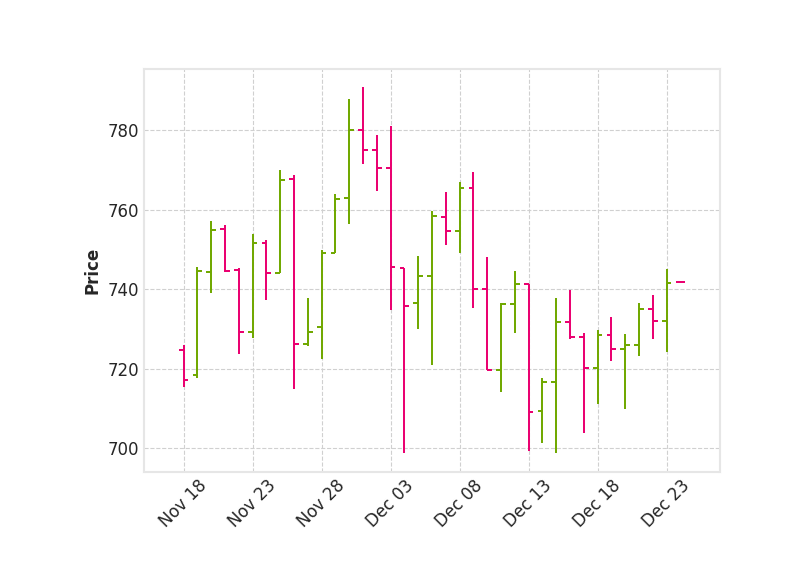 Price
780
760
740
720
700
Nov 18
Nov 23
Nov 28
Dec 03
Dec 08
Dec 13
Dec 18
Dec 23